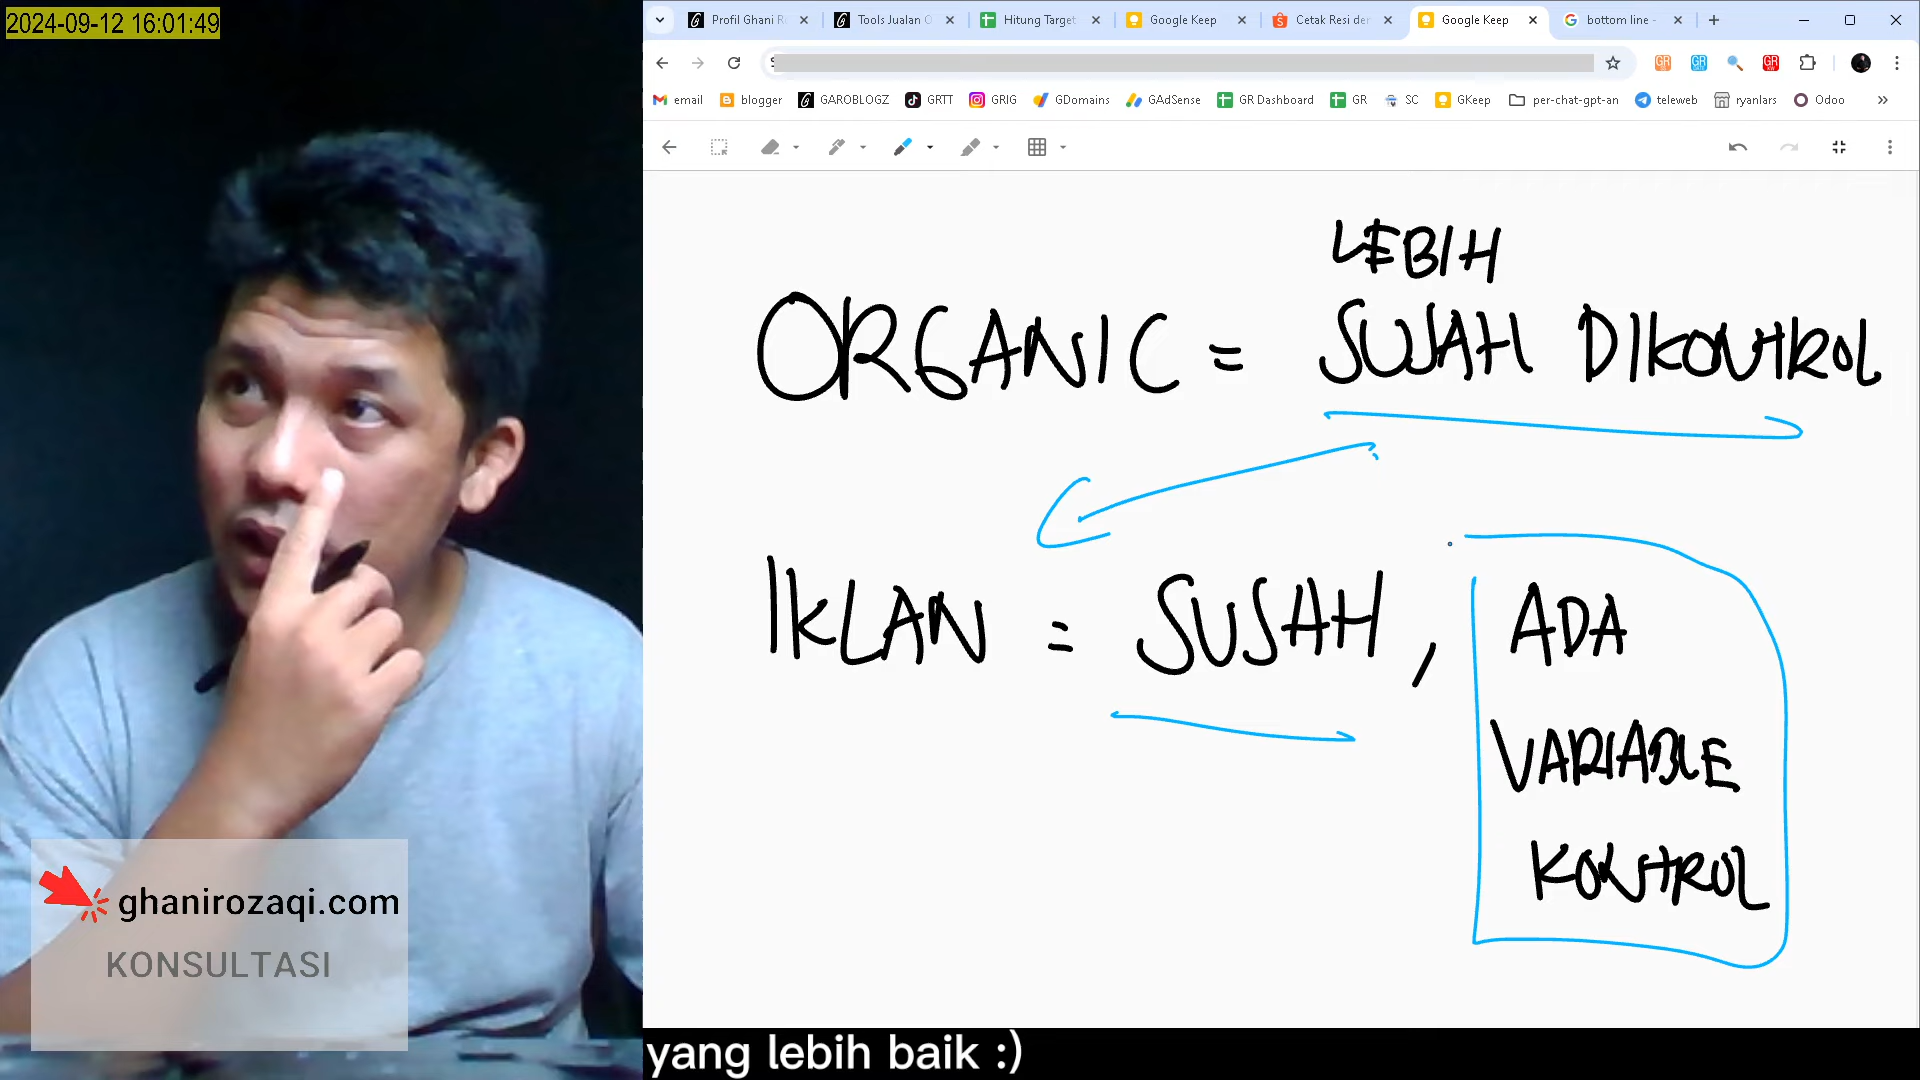 2024-09-12 16:01:49
Profil Ghani R
Tools Jualan O
Hitung Target
Google Keep
Cetak Resi de
Google Keep
bottom line -
email
blogger
GAROBLOGZ
GRTT
GRIG
GDomains
GAdSense
GR Dashboard
GR
SC
GKeep
per-chat-gpt-an
teleweb
ryanlars
Odoo
LEBIH
ORGANIC = SUSAH DIKONTROL
IKLAN = SUSAH, ADA
VARIABLE
KONTROL
ghanirozaqi.com
KONSULTASI
yang lebih baik :)